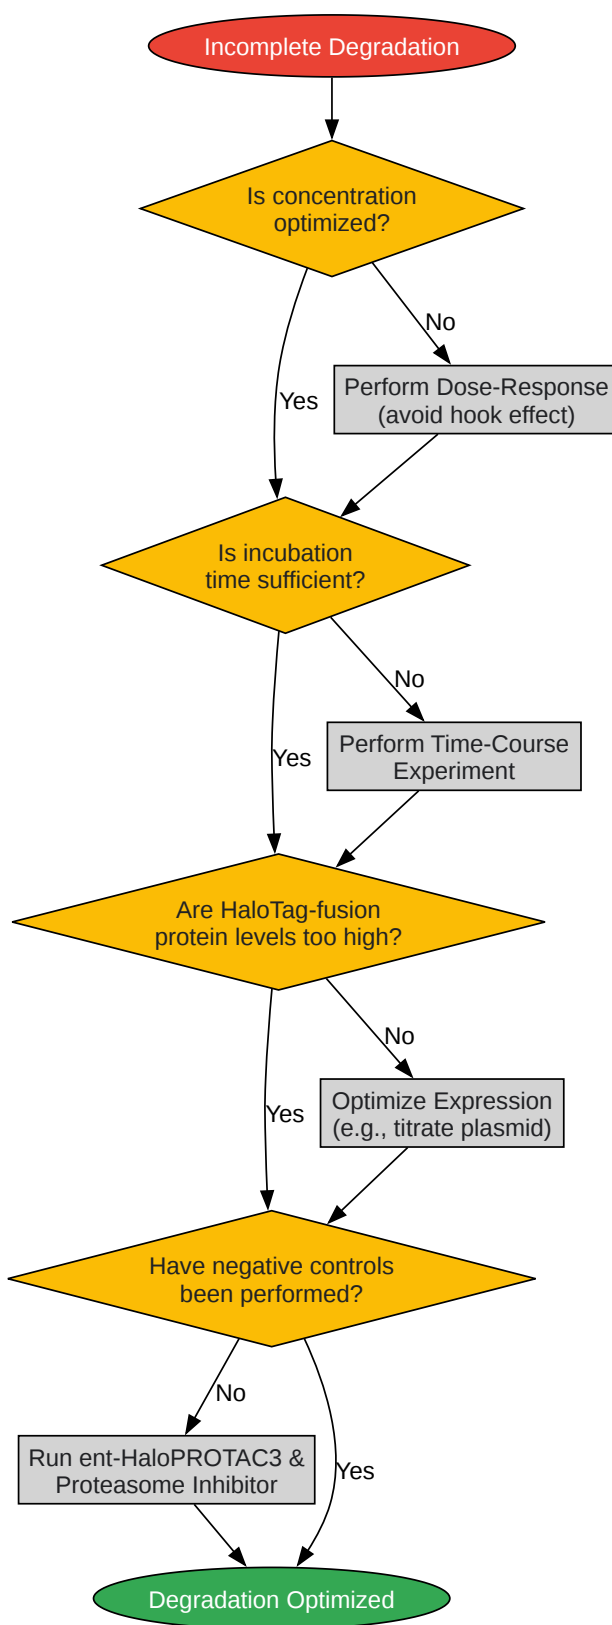 Incomplete Degradation
Is concentration
optimized?
No
Yes
Perform Dose-Response
(avoid hook effect)
Is incubation
time sufficient?
No
Yes
Perform Time-Course
Experiment
Are HaloTag-fusion
protein levels too high?
No
Yes
Optimize Expression
(e.g., titrate plasmid)
Have negative controls
been performed?
No
Yes
Run ent-HaloPROTAC3 &
Proteasome Inhibitor
Degradation Optimized